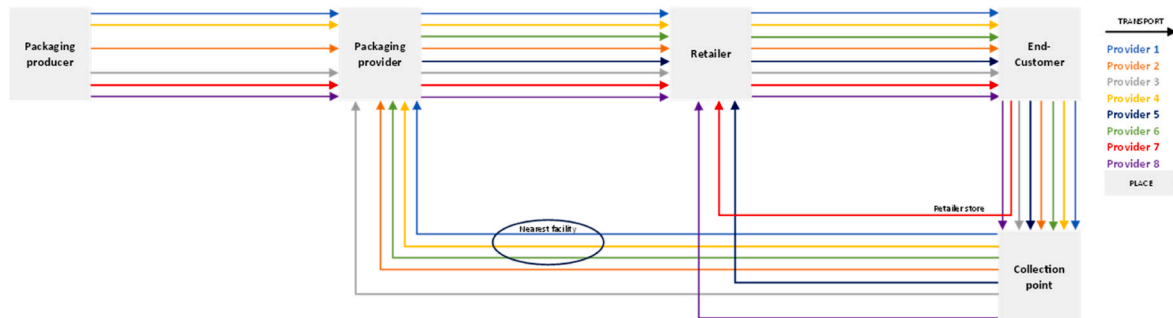 Packaging
producer
Packaging
provider
Retailer
End-
Customer
TRANSPORT
Provider 1
Provider 2
Provider 3
Provider 4
Provider 5
Provider 6
Provider 7
Provider 8
PLACE
Retailer store
Nearest facility
Collection
point